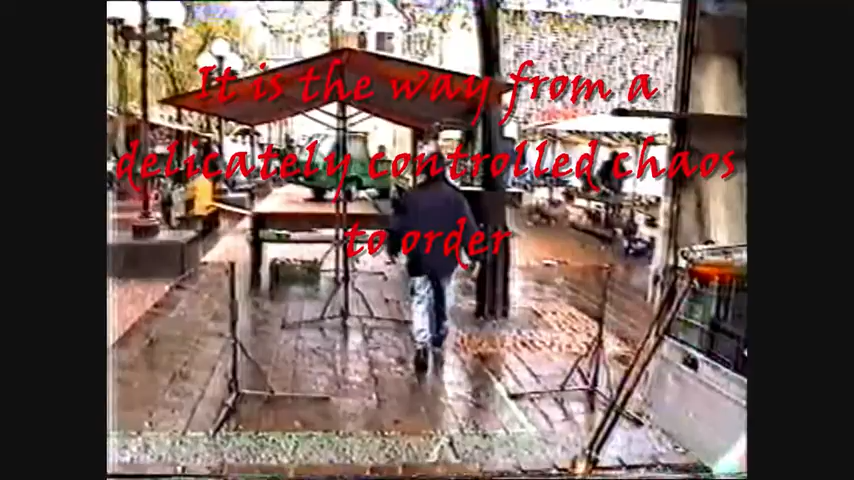 It is the way from a
delicately controlled chaos
to order